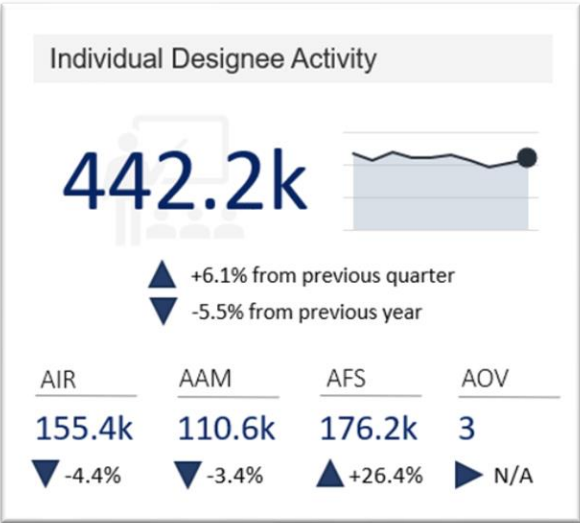 Individual Designee Activity
442.2k
+6.1% from previous quarter
-5.5% from previous year
AIR AAM AFS AOV
155.4k 110.6k 176.2k 3
-4.4% -3.4% +26.4% N/A